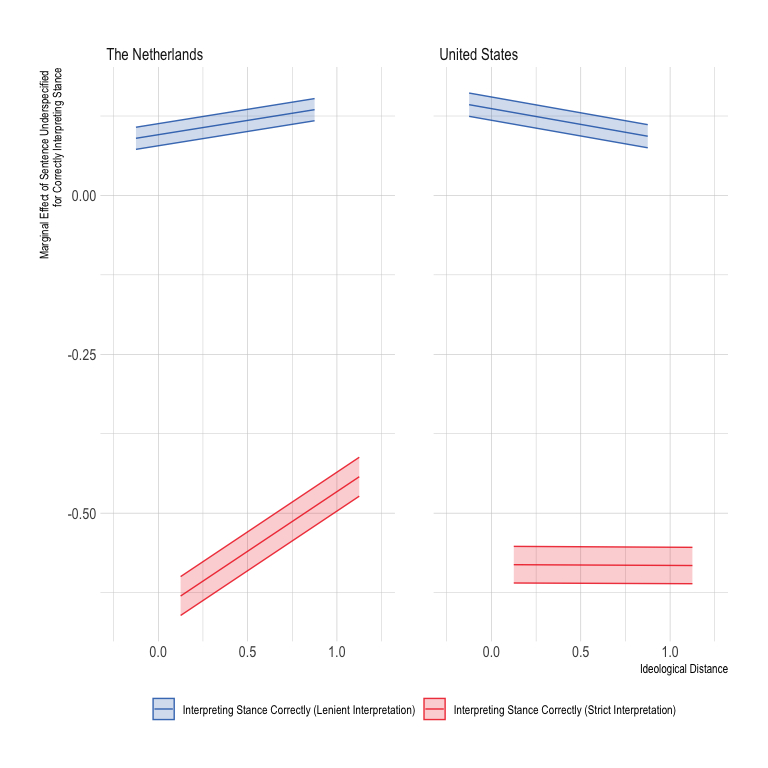 The Netherlands
United States
Marginal Effect of Sentence Underspecified
for Correctly Interpreting Stance
0.00
-0.25
-0.50
0.0 0.5 1.0
0.0 0.5 1.0
Ideological Distance
Interpreting Stance Correctly (Lenient Interpretation)
Interpreting Stance Correctly (Strict Interpretation)